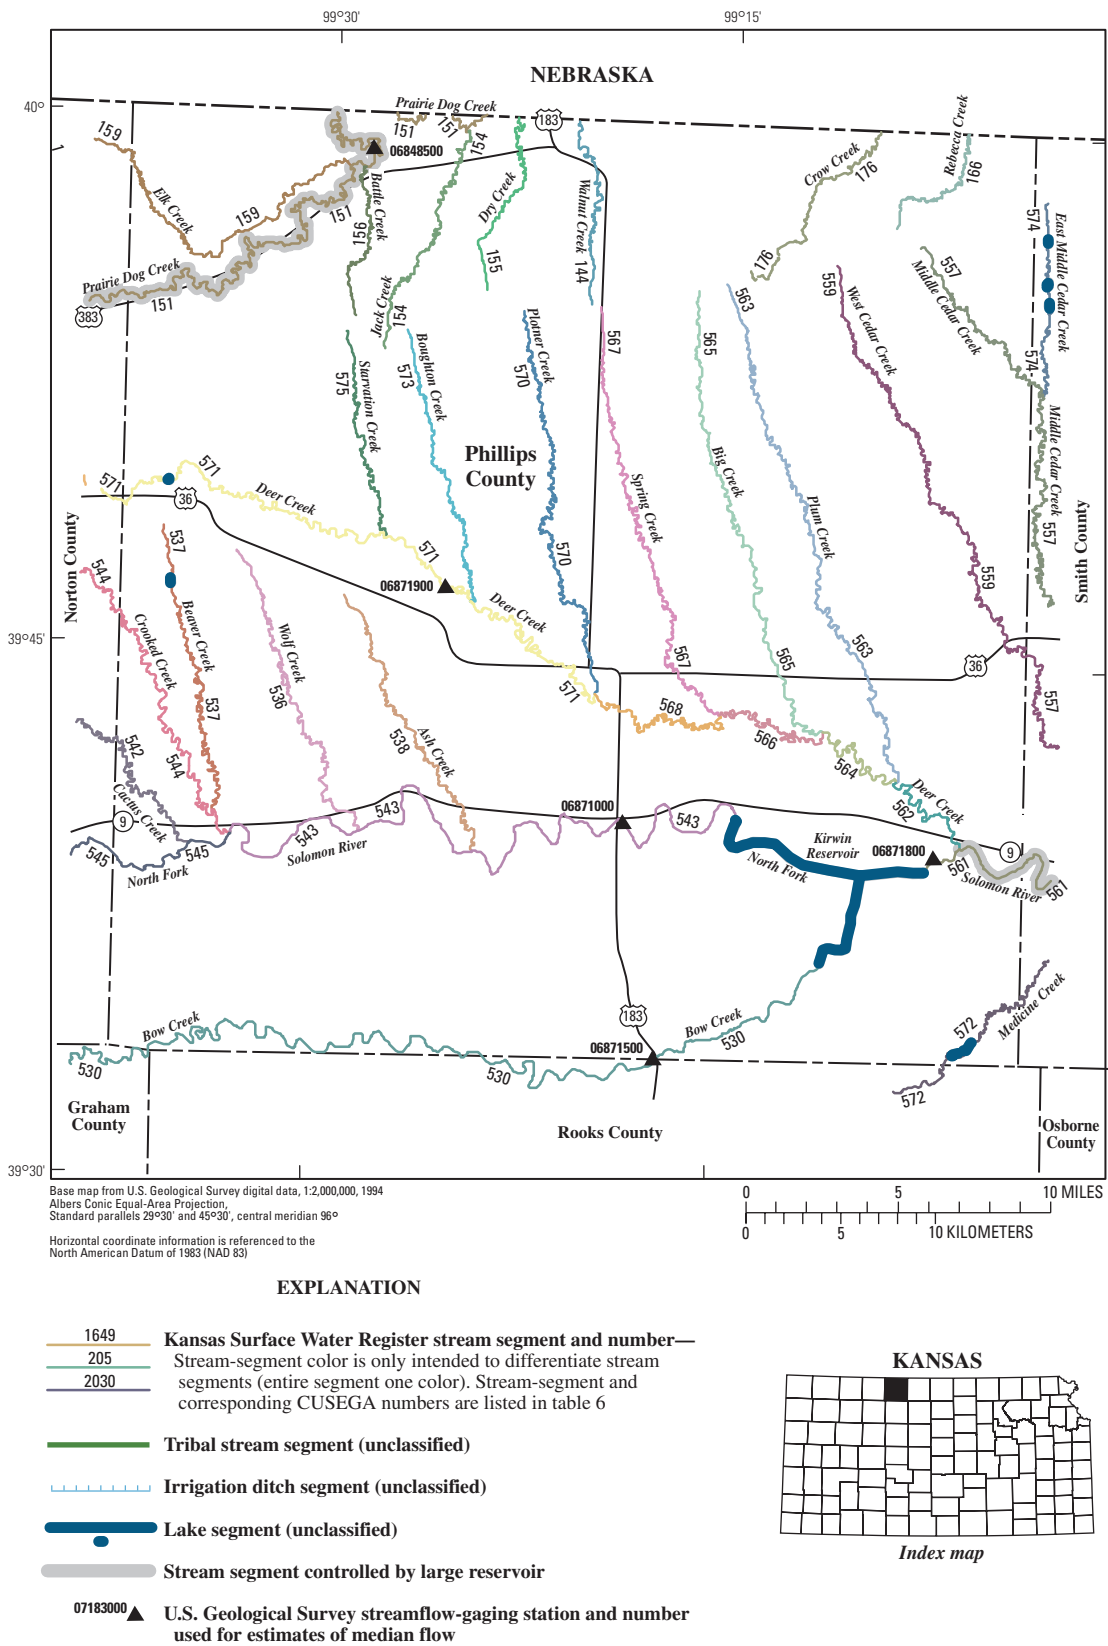 99°30'
99°15'
NEBRASKA
40°
Prairie Dog Creek
183
159
151
151
154
06848500
Elk Creek
159
151
Battle Creek
156
Dry Creek
155
Walnut Creek
144
Crow Creek
176
176
Rebecca Creek
166
574
East Middle Cedar Creek
Prairie Dog Creek
151
383
Jack Creek
154
563
559
557
Middle Cedar Creek
574
575
Starvation Creek
573
Boughton Creek
Plotner Creek
570
567
565
West Cedar Creek
Middle Cedar Creek
557
Phillips
County
Big Creek
Spring Creek
Plum Creek
571
571
36
Deer Creek
Norton County
Smith County
537
544
571
06871900
570
559
Deer Creek
39°45'
Crooked Creek
Beaver Creek
Wolf Creek
536
537
567
565
563
36
571
568
566
557
542
544
538
Ash Creek
564
Cactus Creek
9
543
543
06871000
543
562
Deer Creek
545
545
North Fork
Solomon River
Kirwin
Reservoir
North Fork
06871800
561
9
Solomon River
561
Bow Creek
530
530
183
06871500
Bow Creek
530
572
Medicine Creek
572
Graham
County
Rooks County
Osborne
County
39°30'
Base map from U.S. Geological Survey digital data, 1:2,000,000, 1994
Albers Conic Equal-Area Projection,
Standard parallels 29°30' and 45°30', central meridian 96°
Horizontal coordinate information is referenced to the
North American Datum of 1983 (NAD 83)
0 5 10 MILES
0 5 10 KILOMETERS
EXPLANATION
1649
205
2030
Kansas Surface Water Register stream segment and number—
Stream-segment color is only intended to differentiate stream
segments (entire segment one color). Stream-segment and
corresponding CUSEGA numbers are listed in table 6
Tribal stream segment (unclassified)
Irrigation ditch segment (unclassified)
Lake segment (unclassified)
Stream segment controlled by large reservoir
07183000
U.S. Geological Survey streamflow-gaging station and number
used for estimates of median flow
KANSAS
Index map